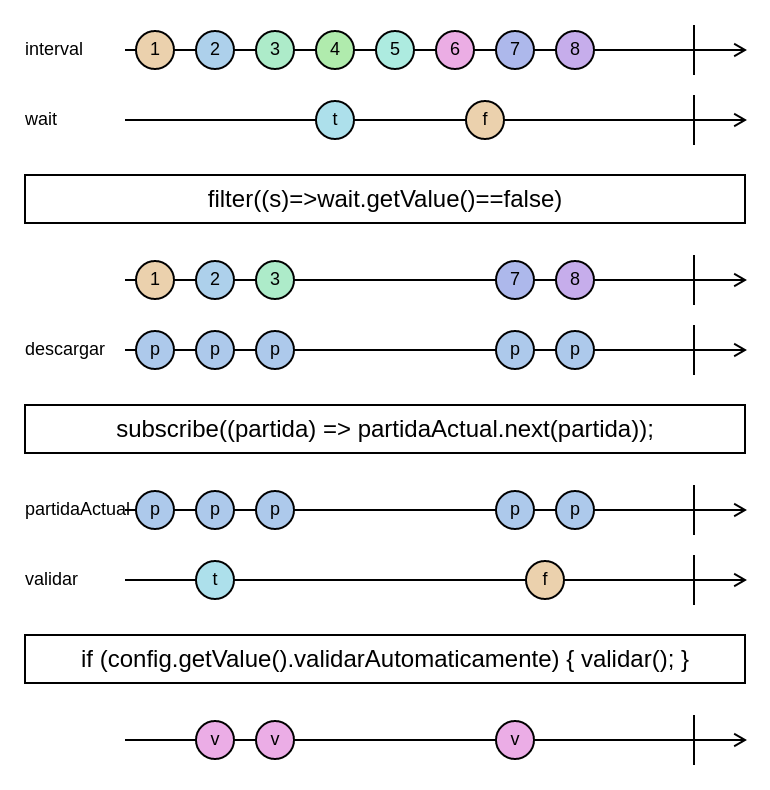 interval 1 2 3 4 5 6 7 8
wait t f
filter((s)=>wait.getValue()==false)
1 2 3 7 8
descargar p p p p p
subscribe((partida) => partidaActual.next(partida));
partidaActual p p p p p
validar t f
if (config.getValue().validarAutomaticamente) { validar(); }
v v v